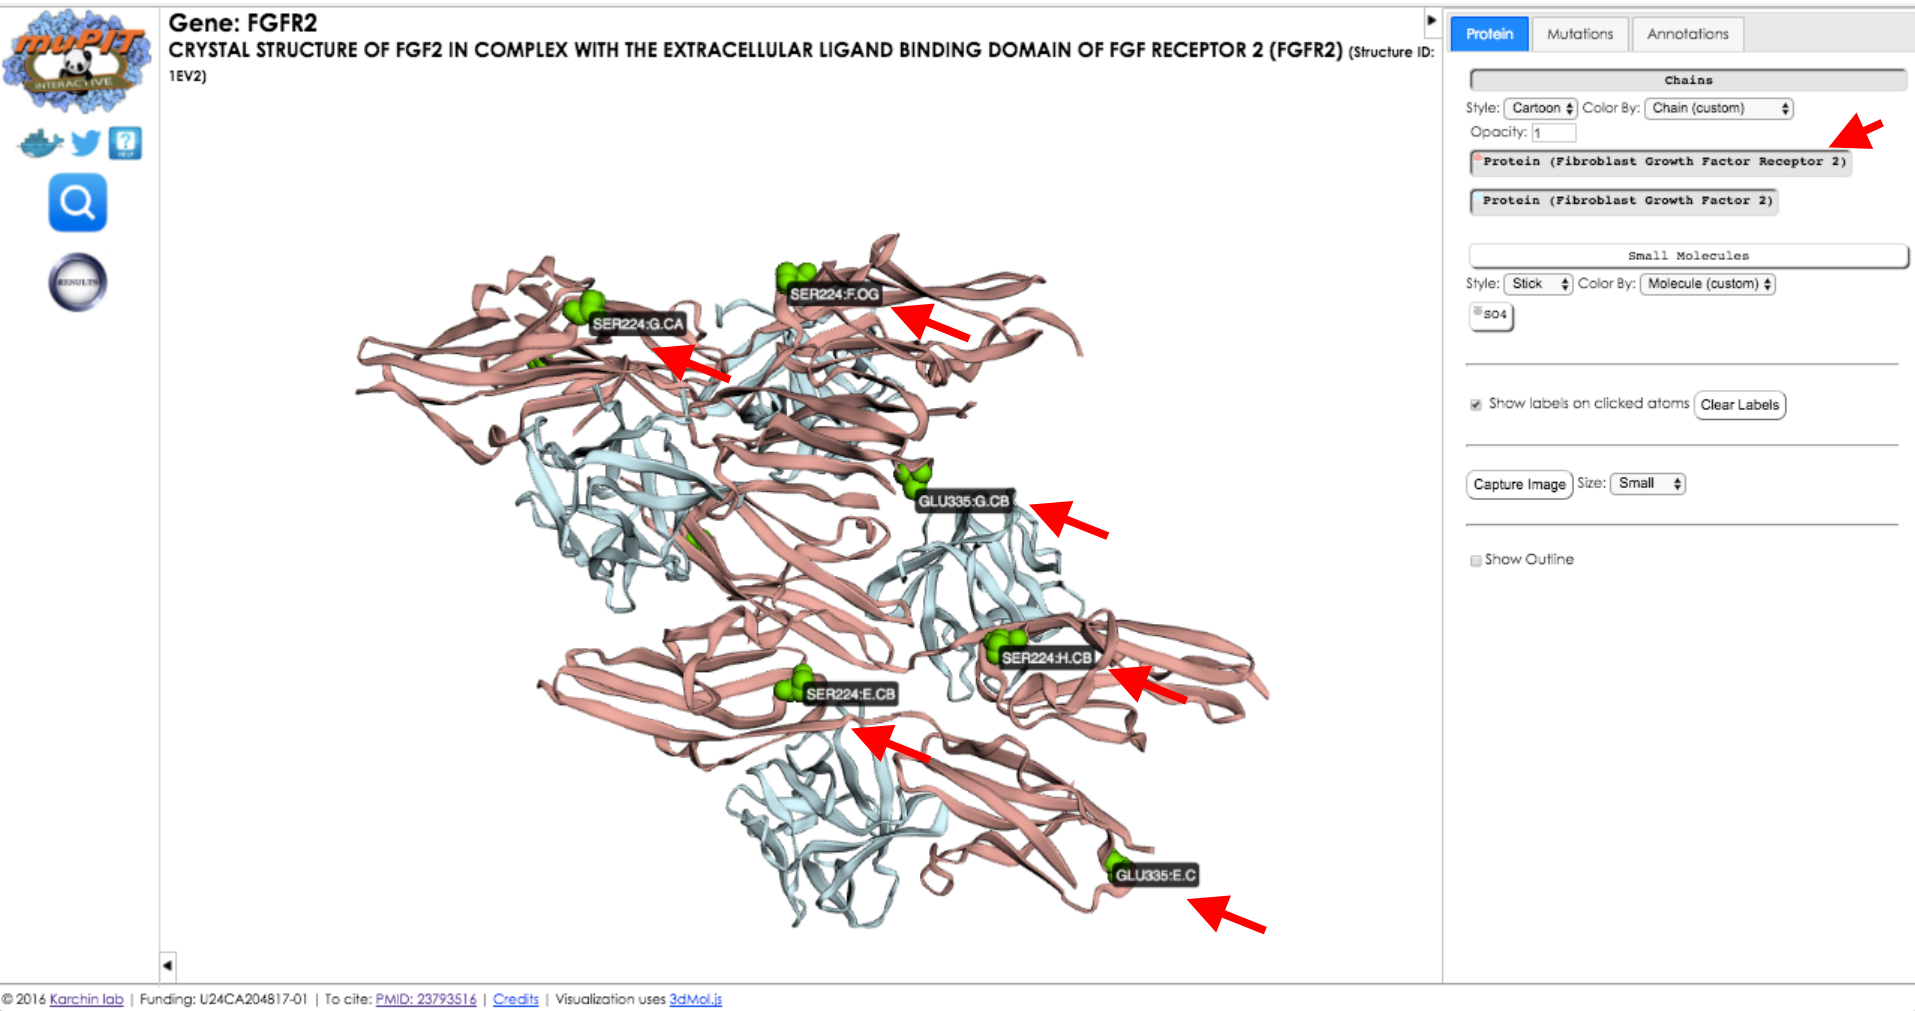 muPIT
INTERACTIVE
HELP
RESULTS
Gene: FGFR2
CRYSTAL STRUCTURE OF FGF2 IN COMPLEX WITH THE EXTRACELLULAR LIGAND BINDING DOMAIN OF FGF RECEPTOR 2 (FGFR2) (Structure ID:
1EV2)
SER224:F.OG
SER224:G.CA
GLU335:G.CB
SER224:H.CB
SER224:E.CB
GLU335:E.C
Protein Mutations Annotations
Chains
Style: Cartoon Color By: Chain (custom)
Opacity: 1
Protein (Fibroblast Growth Factor Receptor 2)
Protein (Fibroblast Growth Factor 2)
Small Molecules
Style: Stick Color By: Molecule (custom)
SO4
Show labels on clicked atoms Clear Labels
Capture Image Size: Small
Show Outline
© 2016 Karchin lab | Funding: U24CA204817-01 | To cite: PMID: 23793516 | Credits | Visualization uses 3dMol.js